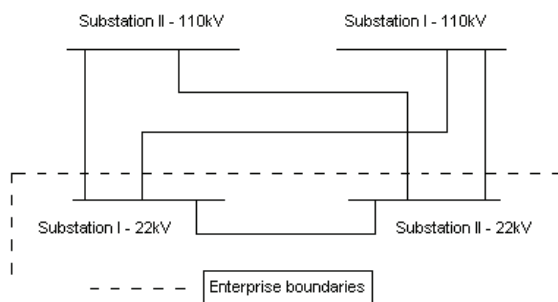 Substation II - 110kV
Substation I - 110kV
Substation I - 22kV
Substation II - 22kV
Enterprise boundaries